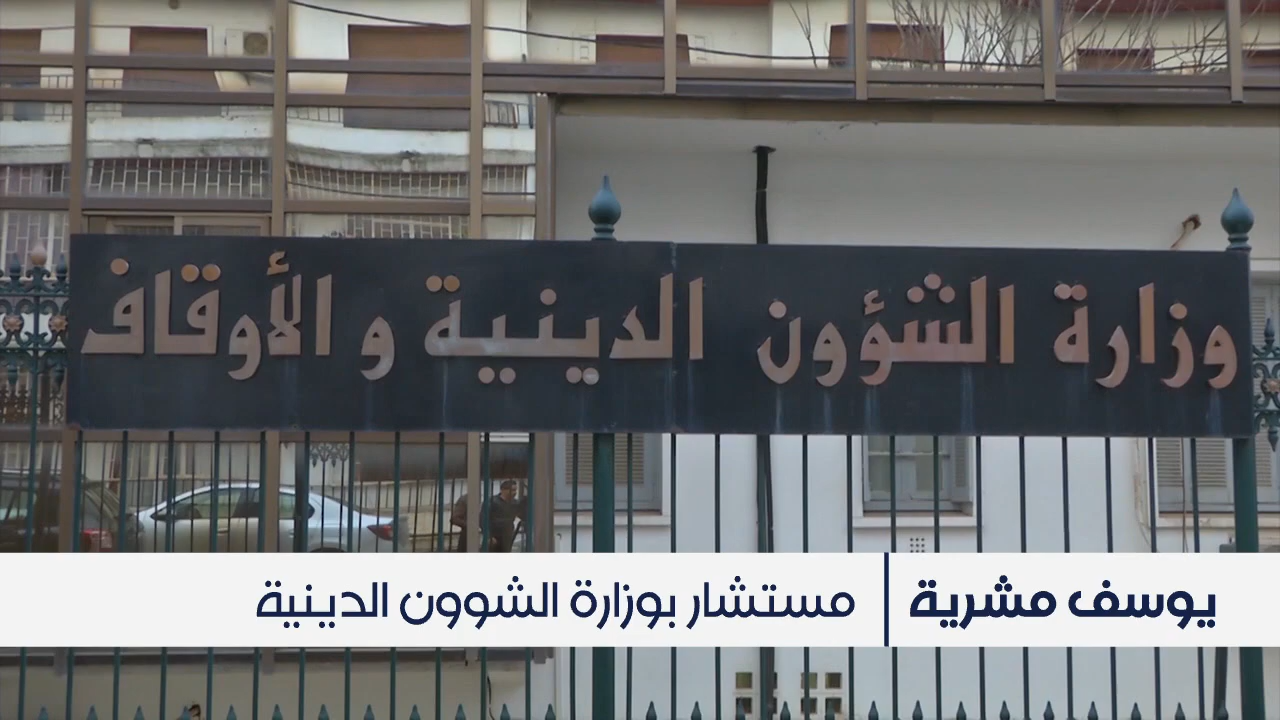 وزارة الشؤون الدينية و الأوقاف
يوسف مشرية
مستشار بوزارة الشوون الدينية